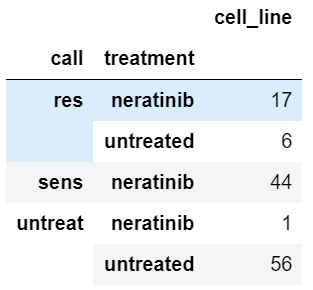 cell_line
call treatment
res neratinib 17
untreated 6
sens neratinib 44
untreat neratinib 1
untreated 56